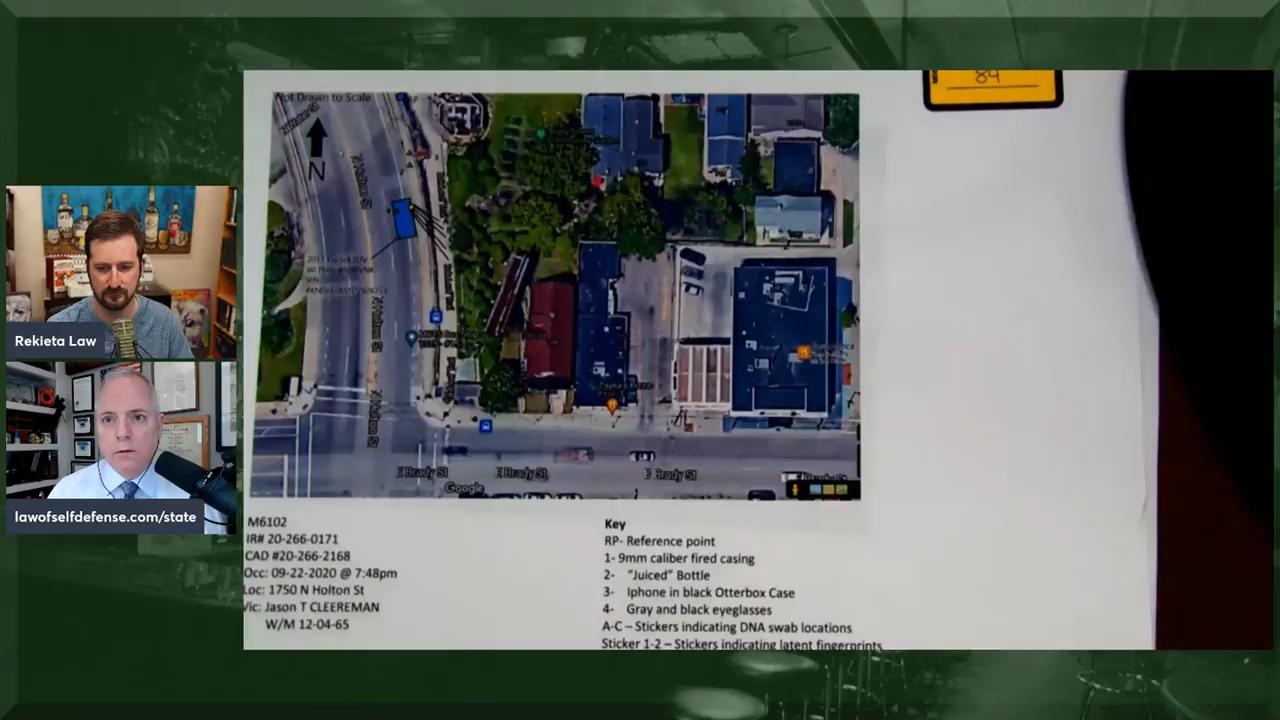 84
Not Drawn to Scale
N
N Holton St
N Holton St
E Brady St
E Brady St
E Brady St
Google
M6102
IR# 20-266-0171
CAD #20-266-2168
Occ: 09-22-2020 @ 7:48pm
Loc: 1750 N Holton St
Vic: Jason T CLEEREMAN
W/M 12-04-65
Key
RP- Reference point
1- 9mm caliber fired casing
2- "Juiced" Bottle
3- Iphone in black Otterbox Case
4- Gray and black eyeglasses
A-C – Stickers indicating DNA swab locations
Sticker 1-2 – Stickers indicating latent fingerprints
Rekieta Law
lawofselfdefense.com/state